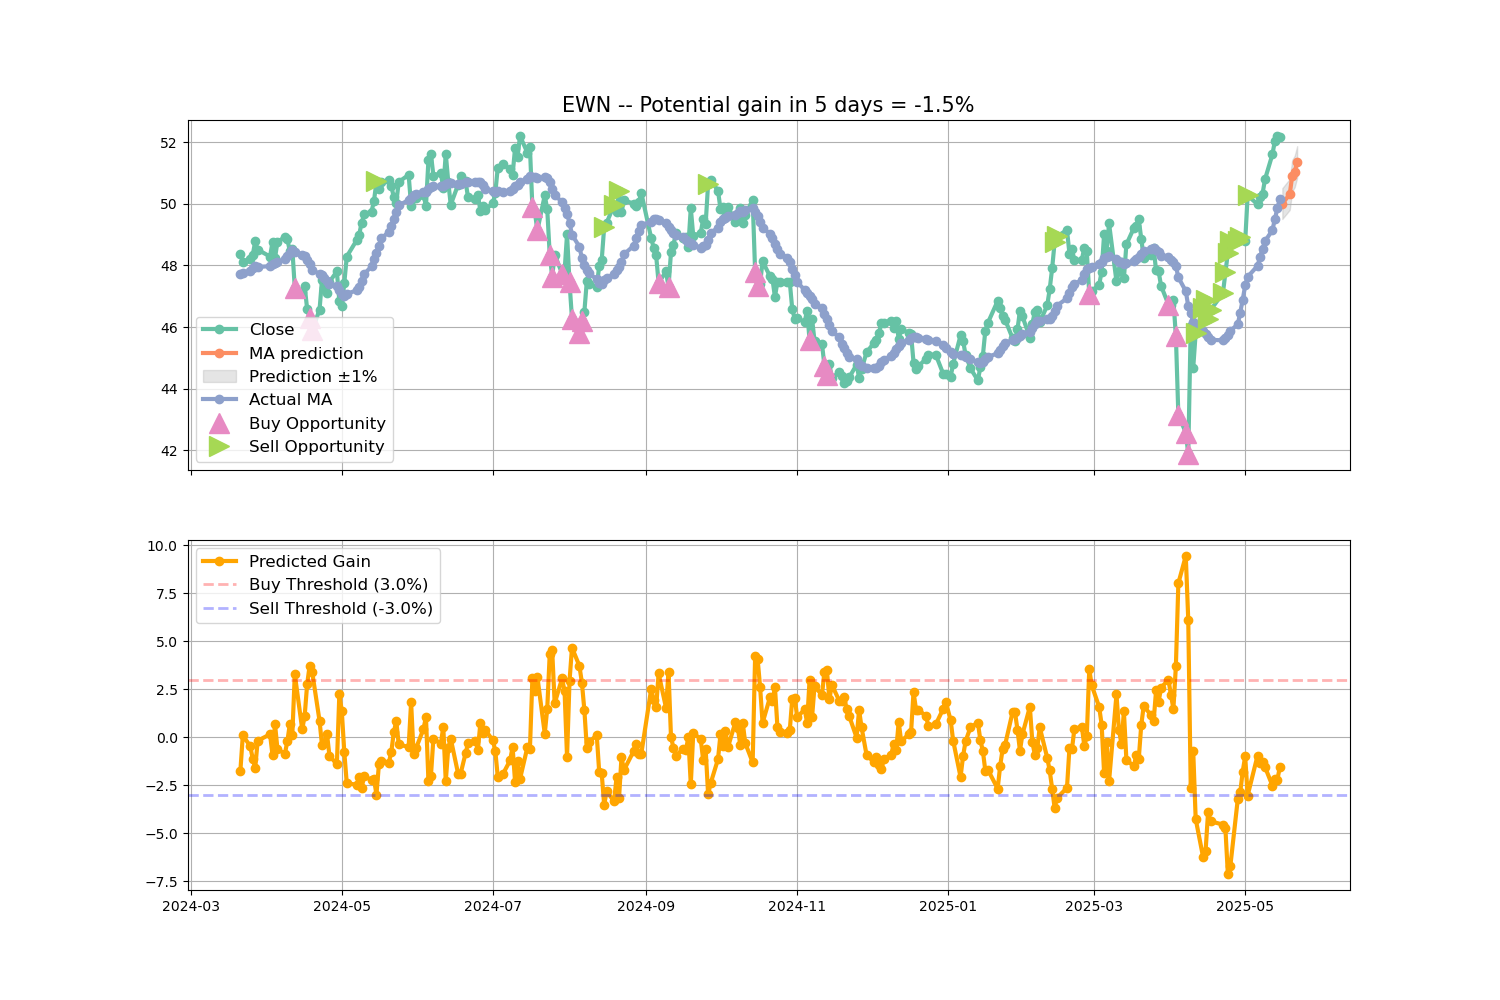 EWN -- Potential gain in 5 days = -1.5%
52
50
48
46
44
42
Close
MA prediction
Prediction ±1%
Actual MA
Buy Opportunity
Sell Opportunity
10.0
7.5
5.0
2.5
0.0
−2.5
−5.0
−7.5
Predicted Gain
Buy Threshold (3.0%)
Sell Threshold (-3.0%)
2024-03
2024-05
2024-07
2024-09
2024-11
2025-01
2025-03
2025-05